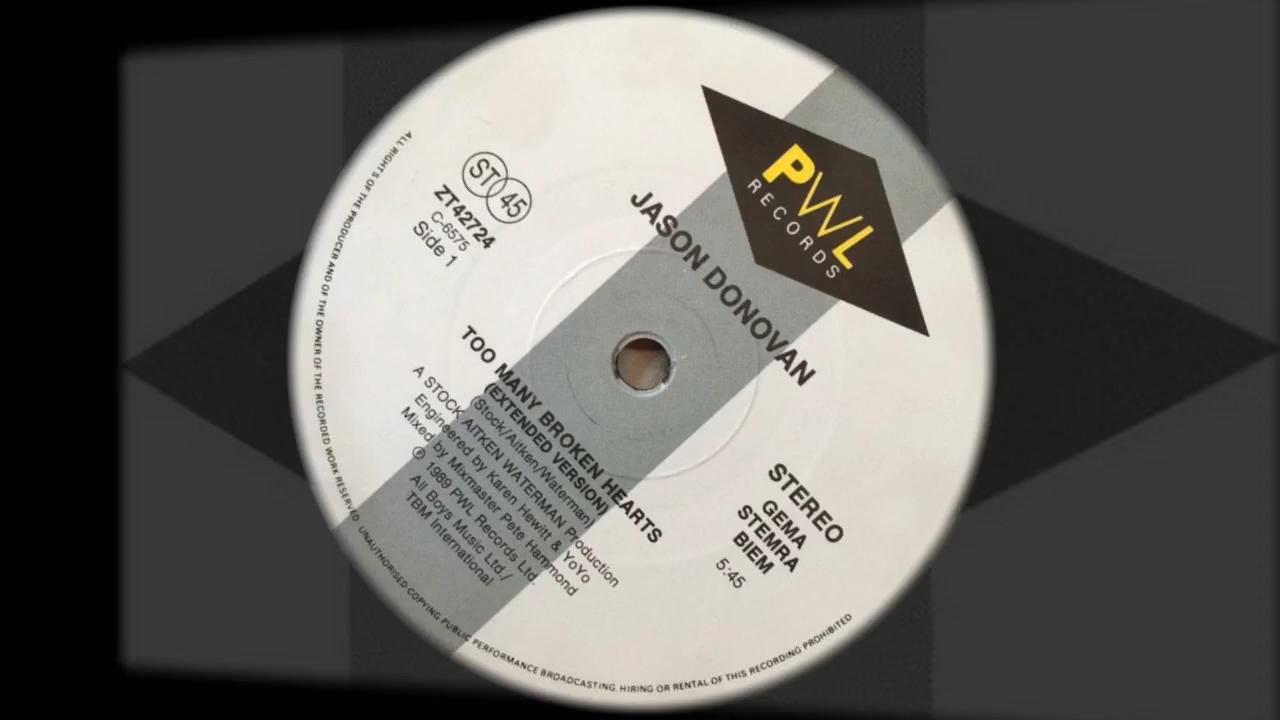 PWL
RECORDS
JASON DONOVAN
ST 45
ZT42724
C-6575
Side 1
TOO MANY BROKEN HEARTS
(EXTENDED VERSION)
(Stock/Aitken/Waterman)
A STOCK AITKEN WATERMAN Production
Engineered by Karen Hewitt & YoYo
Mixed by Mixmaster Pete Hammond
℗ 1989 PWL Records Ltd.
All Boys Music Ltd./
TBM International
STEREO
GEMA
STEMRA
BIEM
5:45
ALL RIGHTS OF THE PRODUCER AND OF THE OWNER OF THE RECORDED WORK RESERVED UNAUTHORISED COPYING PUBLIC PERFORMANCE BROADCASTING. HIRING OR RENTAL OF THIS RECORDING PROHIBITED